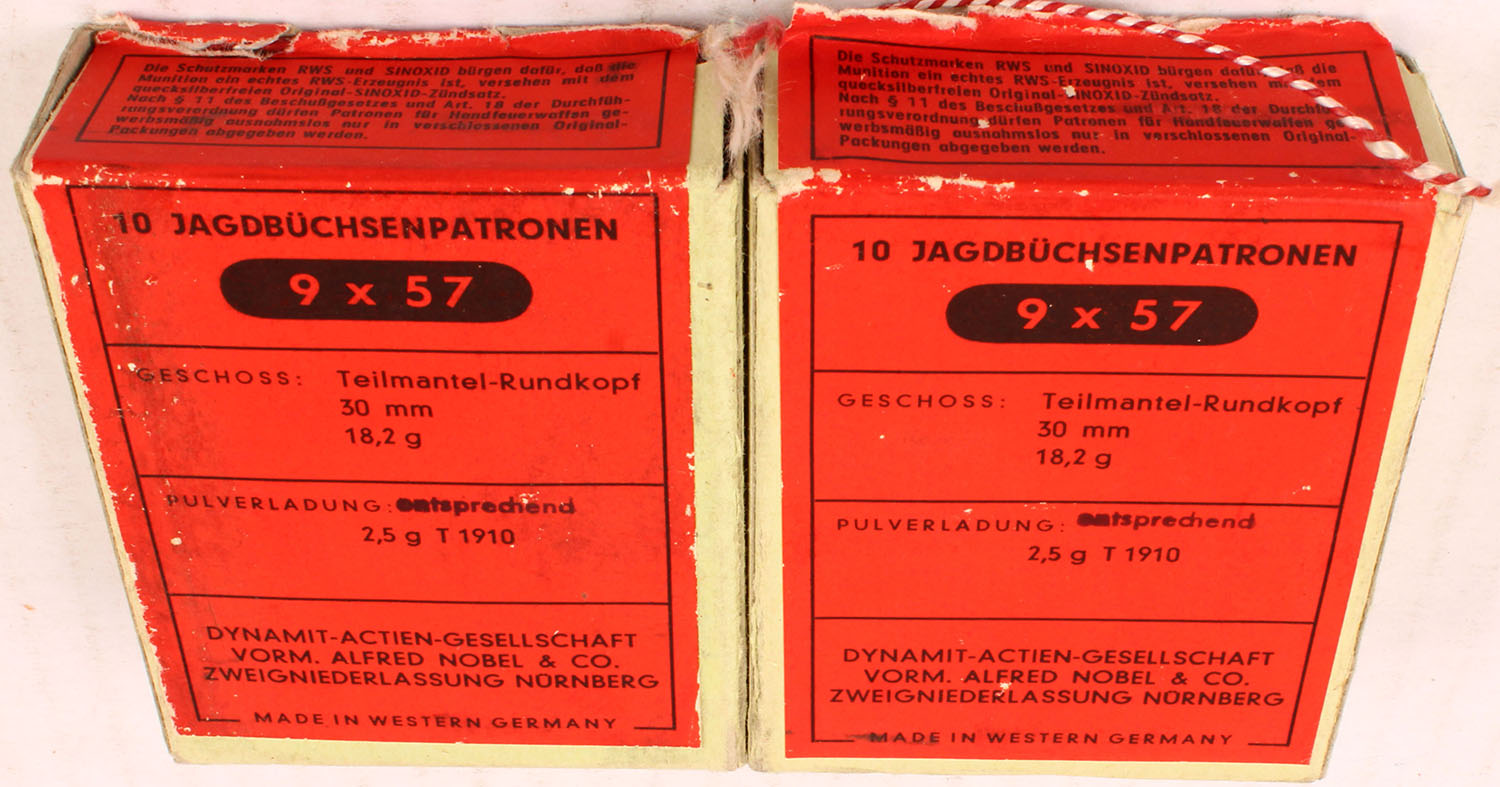 Die Schutzmarken RWS und SINOXID bürgen dafür, daß die
Munition ein echtes RWS-Erzeugnis ist, versehen mit dem
quecksilberfreien Original-SINOXID-Zündsatz.
Nach § 11 des Beschußgesetzes und Art. 18 der Durchfüh-
rungsverordnung dürfen Patronen für Handfeuerwaffen ge-
werbsmäßig ausnahmslos nur in verschlossenen Original-
Packungen abgegeben werden.
10 JAGDBÜCHSENPATRONEN
9 x 57
GESCHOSS: Teilmantel-Rundkopf
30 mm
18,2 g
PULVERLADUNG: entsprechend
2,5 g T 1910
DYNAMIT-ACTIEN-GESELLSCHAFT
VORM. ALFRED NOBEL & CO.
ZWEIGNIEDERLASSUNG NÜRNBERG
MADE IN WESTERN GERMANY
Die Schutzmarken RWS und SINOXID bürgen dafür, daß die
Munition ein echtes RWS-Erzeugnis ist, versehen mit dem
quecksilberfreien Original-SINOXID-Zündsatz.
Nach § 11 des Beschußgesetzes und Art. 18 der Durchfüh-
rungsverordnung dürfen Patronen für Handfeuerwaffen ge-
werbsmäßig ausnahmslos nur in verschlossenen Original-
Packungen abgegeben werden.
10 JAGDBÜCHSENPATRONEN
9 x 57
GESCHOSS: Teilmantel-Rundkopf
30 mm
18,2 g
PULVERLADUNG: entsprechend
2,5 g T 1910
DYNAMIT-ACTIEN-GESELLSCHAFT
VORM. ALFRED NOBEL & CO.
ZWEIGNIEDERLASSUNG NÜRNBERG
MADE IN WESTERN GERMANY